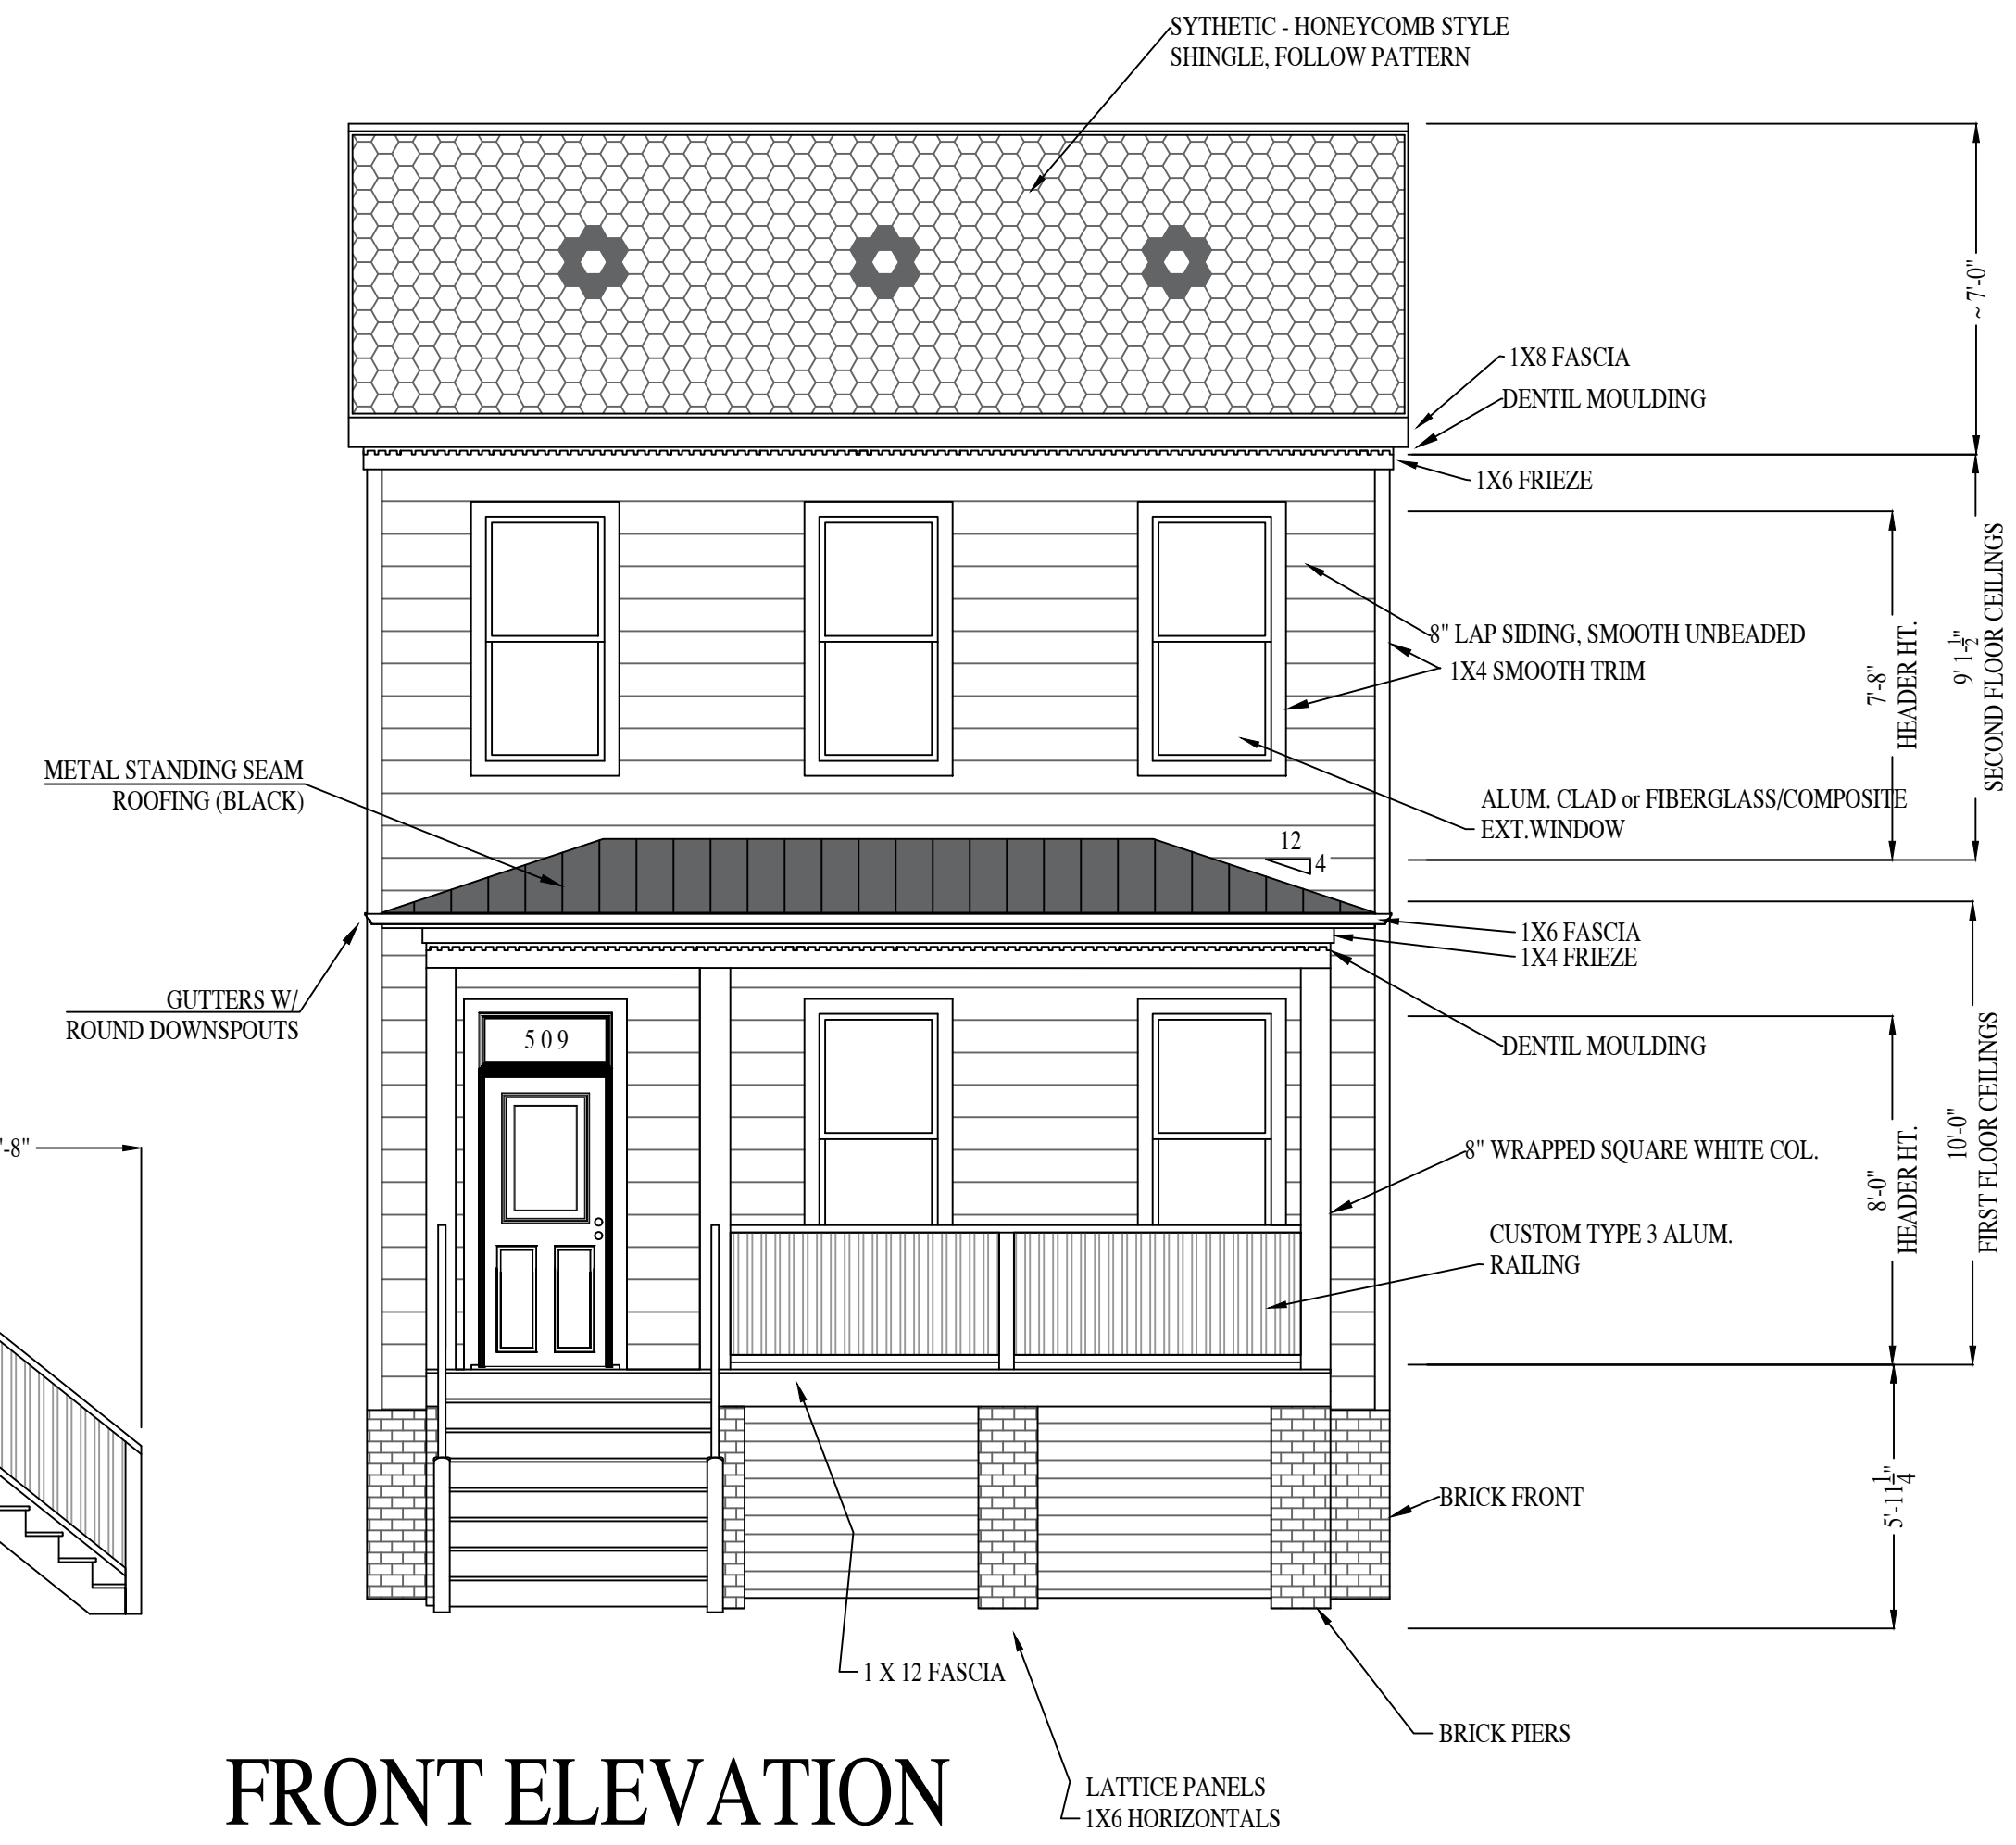 SYTHETIC - HONEYCOMB STYLE
SHINGLE, FOLLOW PATTERN
~ 7'-0"
1X8 FASCIA
DENTIL MOULDING
1X6 FRIEZE
8" LAP SIDING, SMOOTH UNBEADED
1X4 SMOOTH TRIM
7'-8"
HEADER HT.
9' 1-1/2"
SECOND FLOOR CEILINGS
METAL STANDING SEAM
ROOFING (BLACK)
ALUM. CLAD or FIBERGLASS/COMPOSITE
EXT.WINDOW
12
4
1X6 FASCIA
1X4 FRIEZE
GUTTERS W/
ROUND DOWNSPOUTS
509
DENTIL MOULDING
8'-0"
HEADER HT.
10'-0"
FIRST FLOOR CEILINGS
'-8"
8" WRAPPED SQUARE WHITE COL.
CUSTOM TYPE 3 ALUM.
RAILING
BRICK FRONT
5'-11 1/4"
1 X 12 FASCIA
BRICK PIERS
LATTICE PANELS
1X6 HORIZONTALS
FRONT ELEVATION